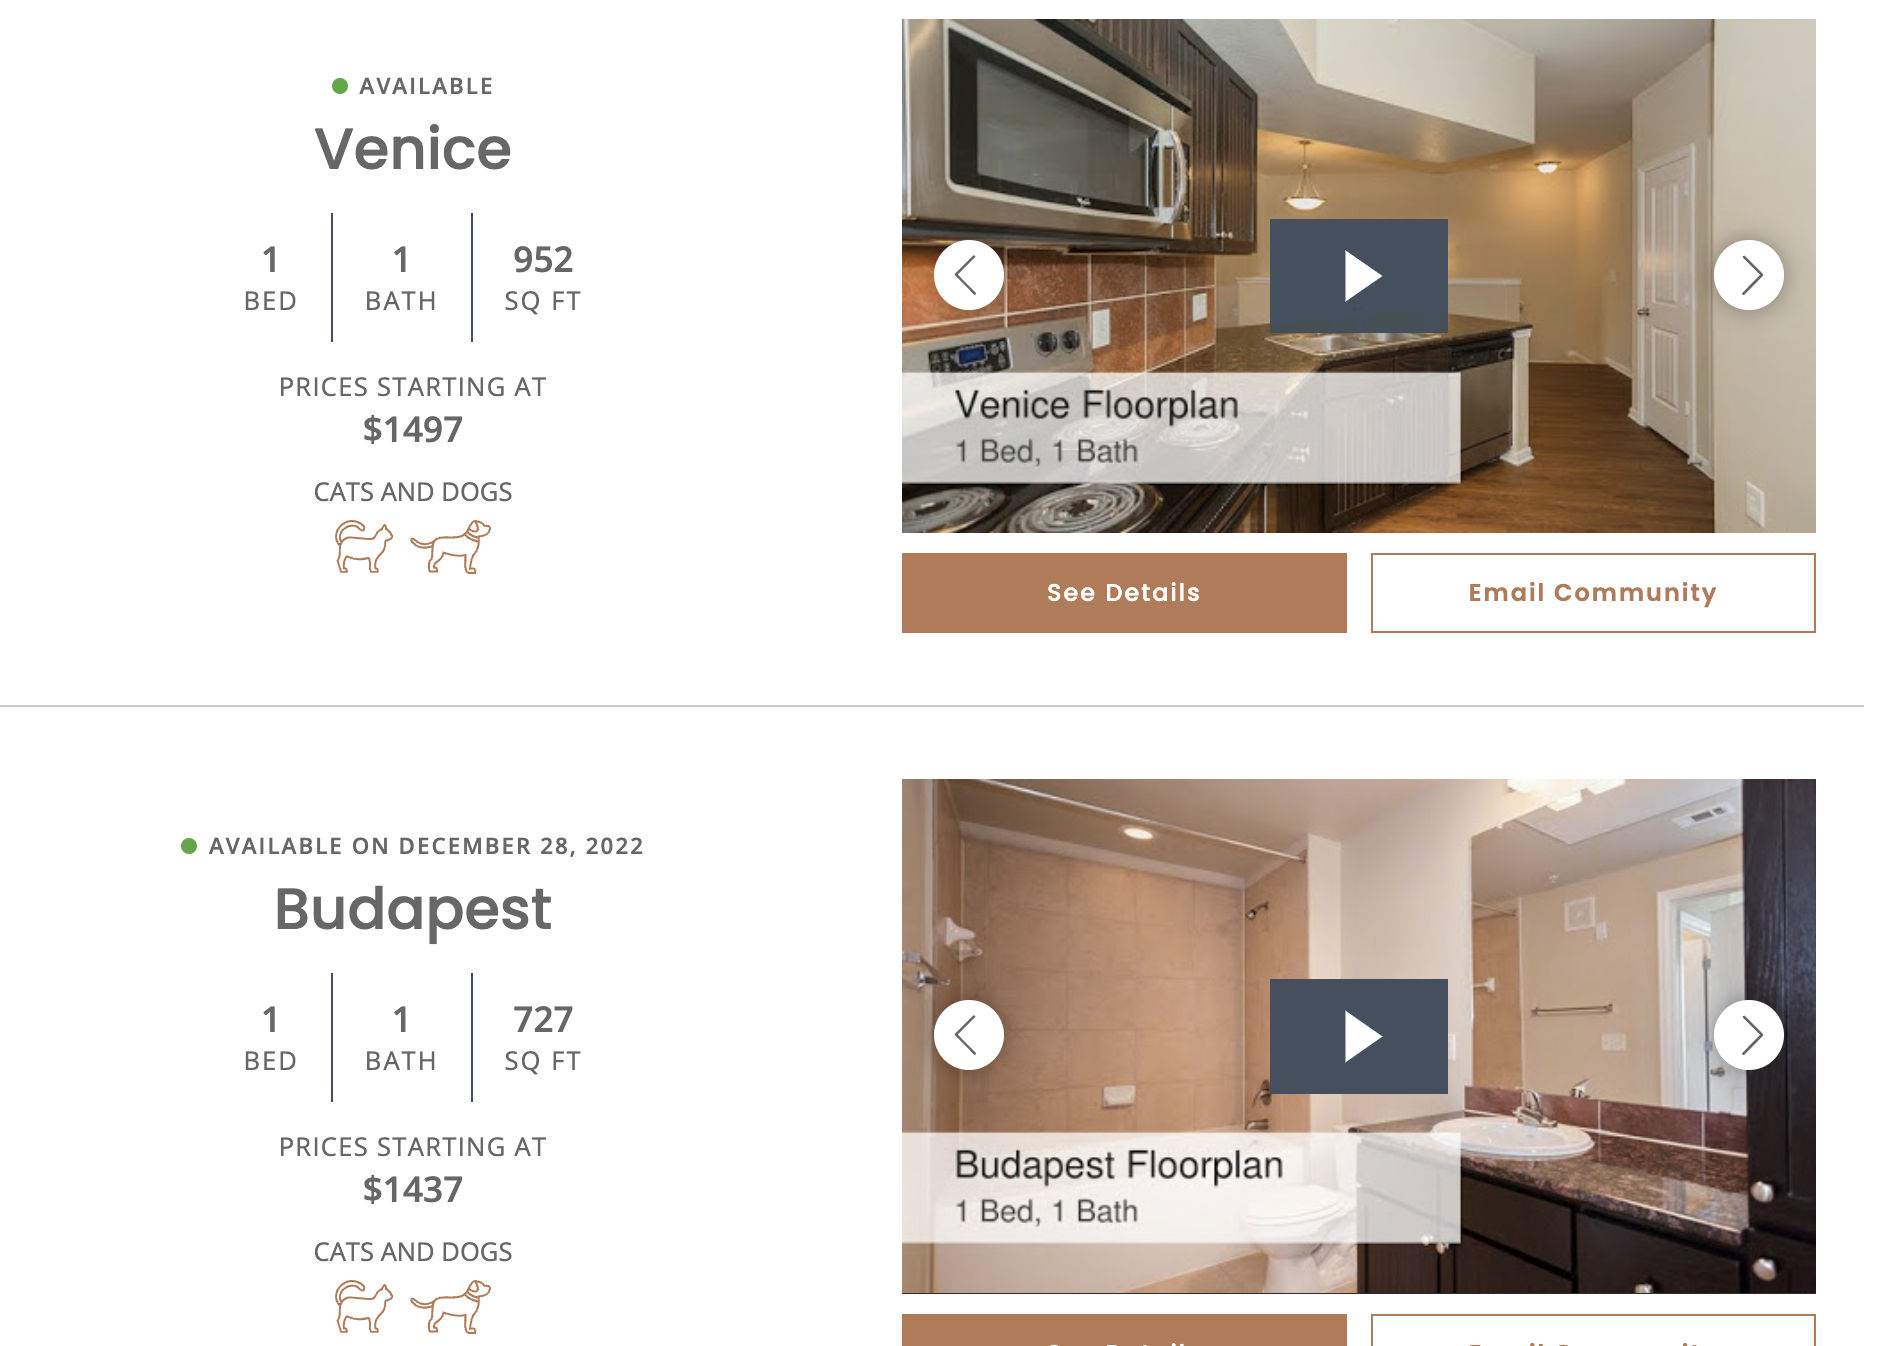 AVAILABLE
Venice
1 1 952
BED BATH SQ FT
PRICES STARTING AT
$1497
CATS AND DOGS
Venice Floorplan
1 Bed, 1 Bath
See Details Email Community
AVAILABLE ON DECEMBER 28, 2022
Budapest
1 1 727
BED BATH SQ FT
PRICES STARTING AT
$1437
CATS AND DOGS
Budapest Floorplan
1 Bed, 1 Bath